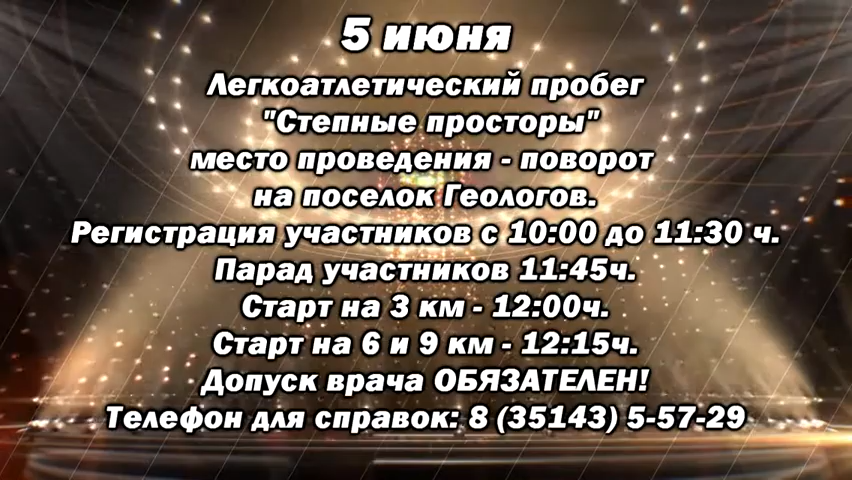 5 июня
Легкоатлетический пробег
"Степные просторы"
место проведения - поворот
на поселок Геологов.
Регистрация участников с 10:00 до 11:30 ч.
Парад участников 11:45ч.
Старт на 3 км - 12:00ч.
Старт на 6 и 9 км - 12:15ч.
Допуск врача ОБЯЗАТЕЛЕН!
Телефон для справок: 8 (35143) 5-57-29